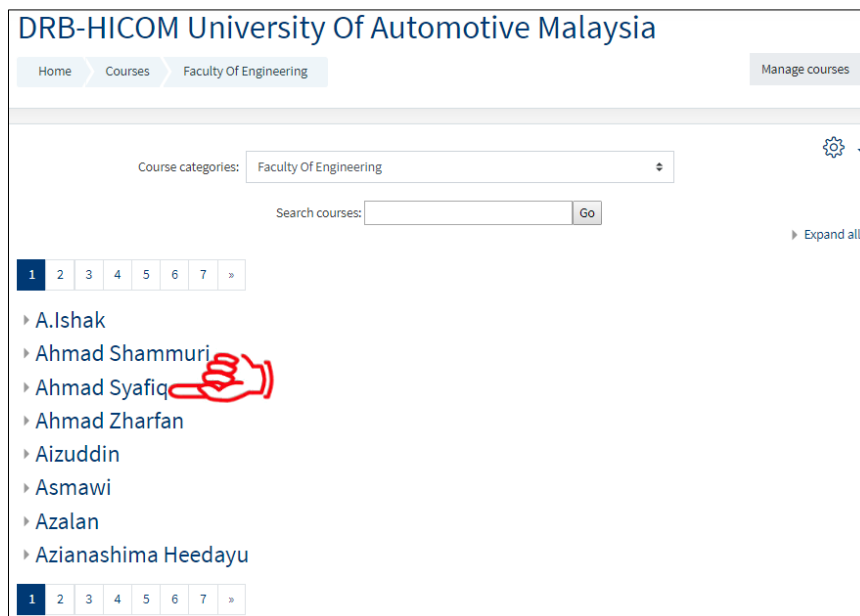 DRB-HICOM University Of Automotive Malaysia
Home Courses Faculty Of Engineering Manage courses
Course categories: Faculty Of Engineering
Search courses: Go
Expand all
1 2 3 4 5 6 7 »
A.Ishak
Ahmad Shammuri
Ahmad Syafiq
Ahmad Zharfan
Aizuddin
Asmawi
Azalan
Azianashima Heedayu
1 2 3 4 5 6 7 »